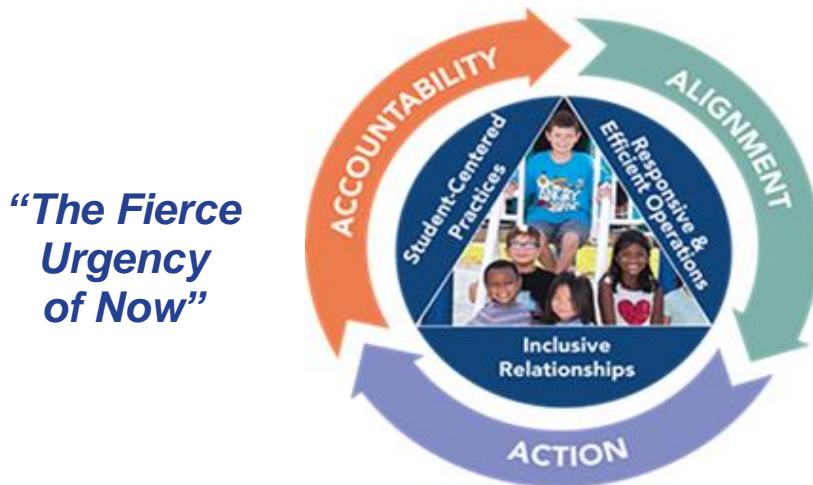 “The Fierce
Urgency
of Now”
ACCOUNTABILITY
ALIGNMENT
Student-Centered
Practices
Responsive &
Efficient Operations
Inclusive
Relationships
ACTION